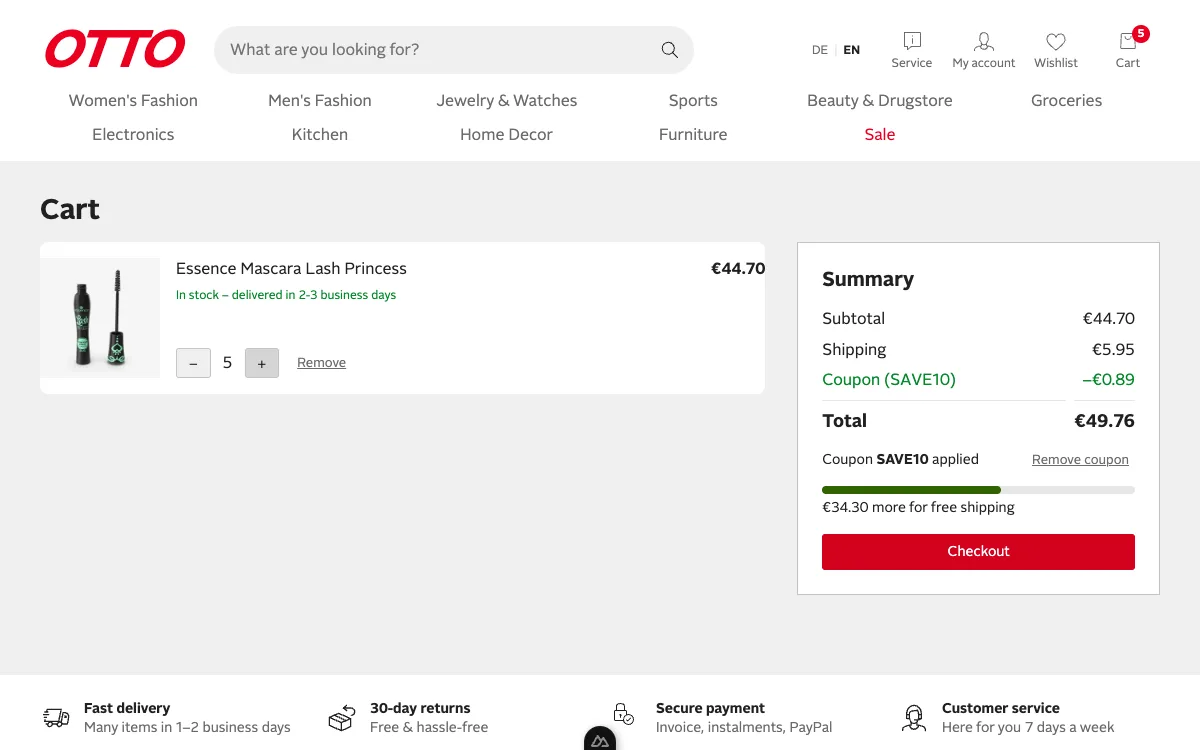 OTTO
What are you looking for?
DE | EN
Service
My account
Wishlist
5
Cart
Women's Fashion
Men's Fashion
Jewelry & Watches
Sports
Beauty & Drugstore
Groceries
Electronics
Kitchen
Home Decor
Furniture
Sale
Cart
Essence Mascara Lash Princess
€44.70
In stock – delivered in 2-3 business days
– 5 + Remove
Summary
Subtotal €44.70
Shipping €5.95
Coupon (SAVE10) –€0.89
Total €49.76
Coupon SAVE10 applied Remove coupon
€34.30 more for free shipping
Checkout
Fast delivery
Many items in 1–2 business days
30-day returns
Free & hassle-free
Secure payment
Invoice, instalments, PayPal
Customer service
Here for you 7 days a week